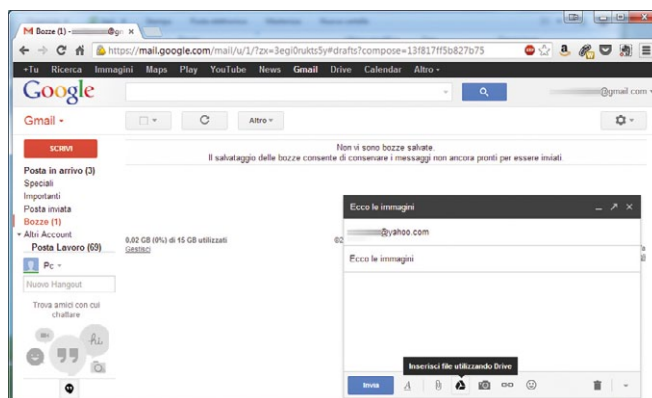 Bozze (1) -
https://mail.google.com/mail/u/1/?zx=3egi0rukts5y#drafts?compose=13f817ff5b827b75
+Tu Ricerca Immagini Maps Play YouTube News Gmail Drive Calendar Altro
Google
@gmail.com
Gmail
Altro
SCRIVI
Non vi sono bozze salvate.
Il salvataggio delle bozze consente di conservare i messaggi non ancora pronti per essere inviati
Posta in arrivo (3)
Speciali
Importanti
Posta inviata
Bozze (1)
Altri Account
Posta Lavoro (69)
Pc
Nuovo Hangout
Trova amici con cui
chattare
hi
0,02 GB (0%) di 15 GB utilizzati
Gestisci
Ecco le immagini
@yahoo.com
Ecco le immagini
Inserisci file utilizzando Drive
Invia